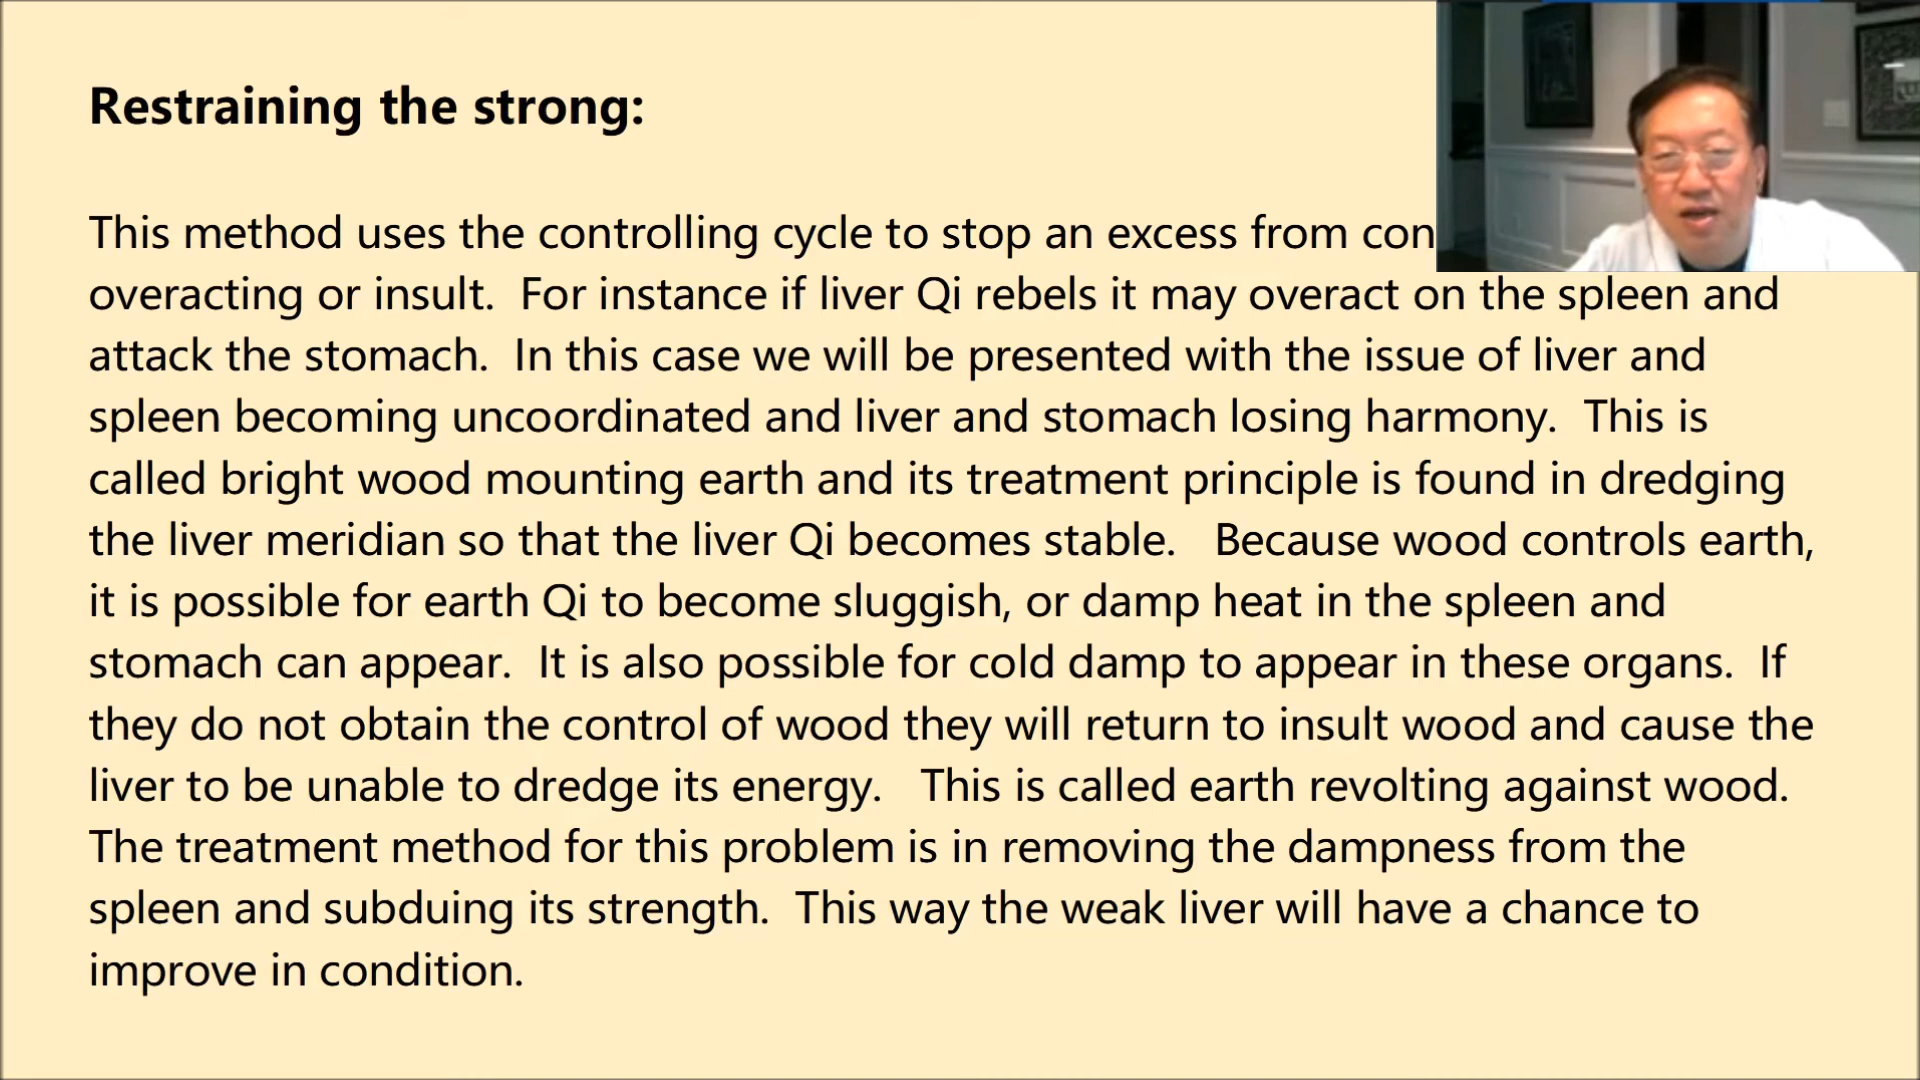 Restraining the strong:
This method uses the controlling cycle to stop an excess from
overacting or insult.  For instance if liver Qi rebels it may overact on the spleen and
attack the stomach.  In this case we will be presented with the issue of liver and
spleen becoming uncoordinated and liver and stomach losing harmony.  This is
called bright wood mounting earth and its treatment principle is found in dredging
the liver meridian so that the liver Qi becomes stable.   Because wood controls earth,
it is possible for earth Qi to become sluggish, or damp heat in the spleen and
stomach can appear.  It is also possible for cold damp to appear in these organs.  If
they do not obtain the control of wood they will return to insult wood and cause the
liver to be unable to dredge its energy.   This is called earth revolting against wood.
The treatment method for this problem is in removing the dampness from the
spleen and subduing its strength.  This way the weak liver will have a chance to
improve in condition.